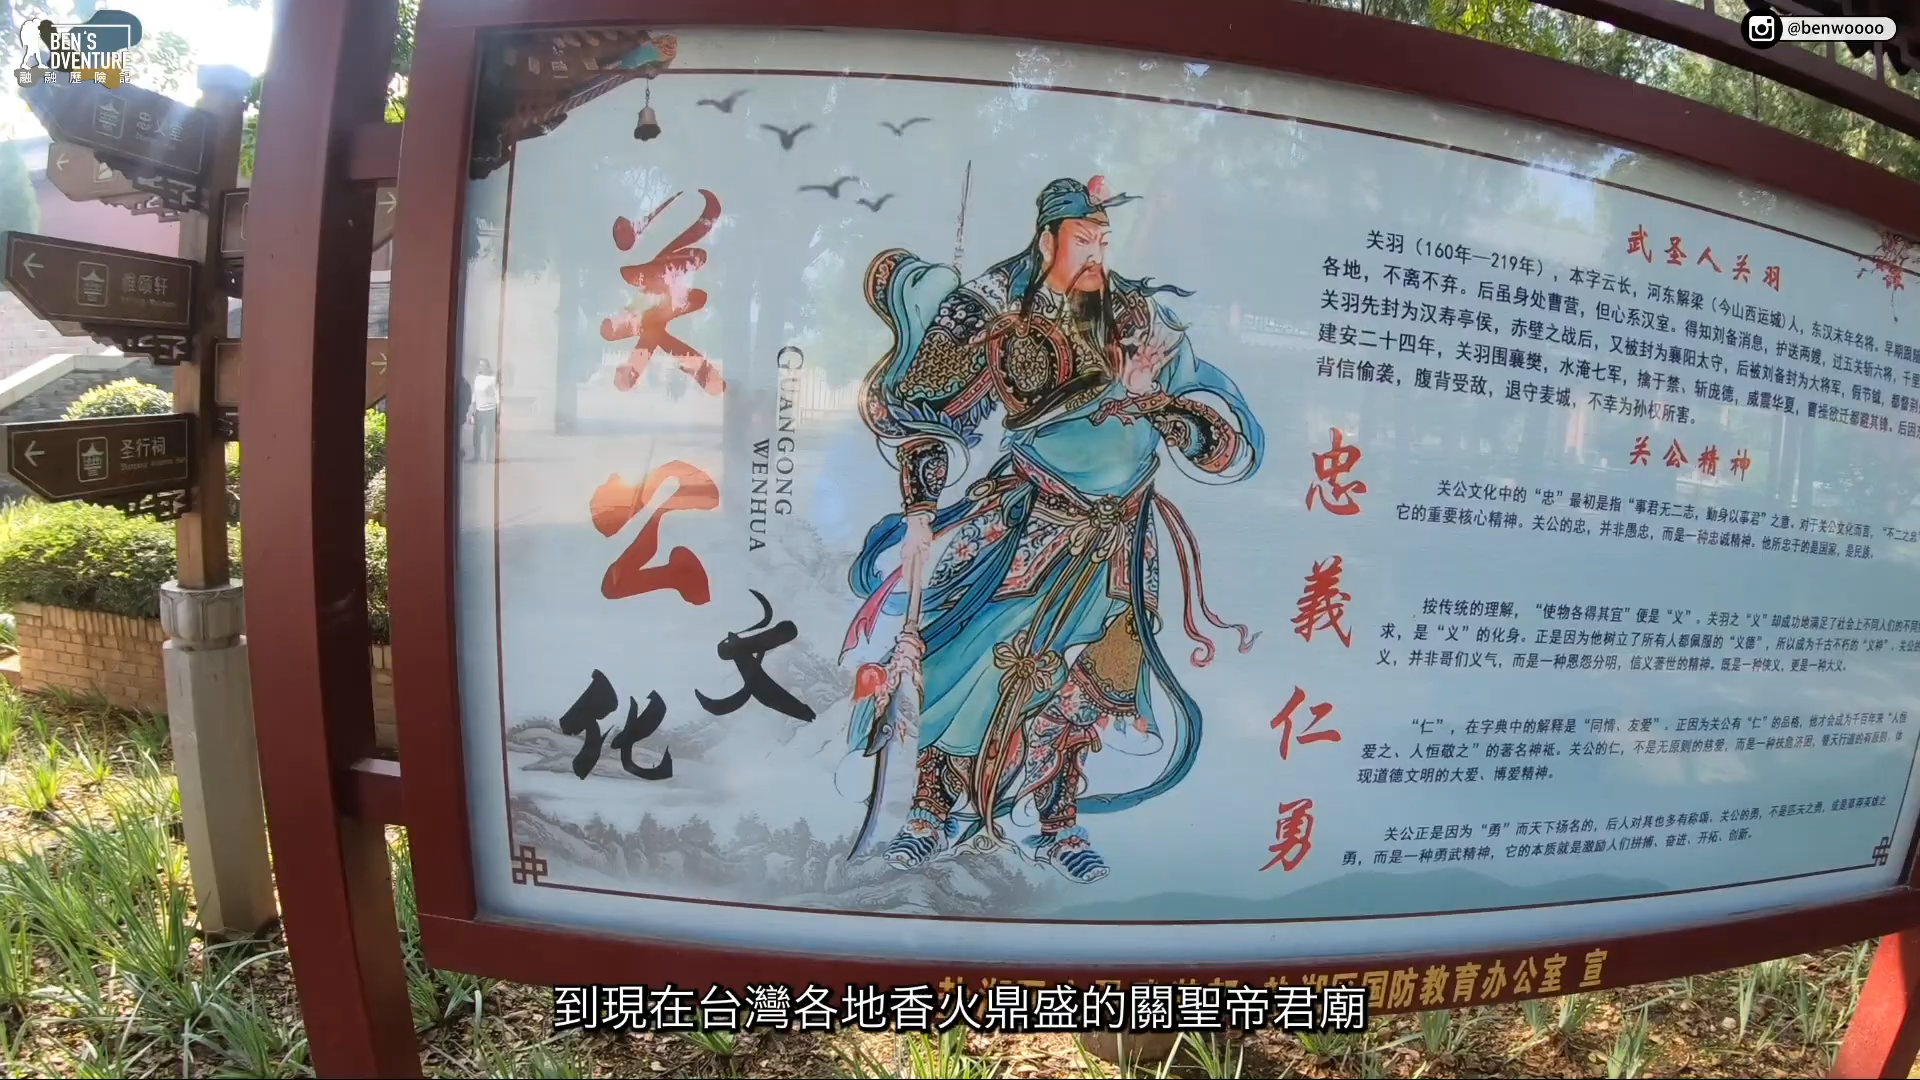 BEN'S
ADVENTURE
融融歷險記
@benwoooo
忠义堂
雅颂轩
圣行祠
关公
文化
GUANGONG
WENHUA
武圣人关羽
关羽（160年—219年），本字云长，河东解梁（今山西运城)人，东汉末年名将，早期跟随
各地，不离不弃。后虽身处曹营，但心系汉室。得知刘备消息，护送两嫂，过五关斩六将，千里
关羽先封为汉寿亭侯，赤壁之战后，又被封为襄阳太守，后被刘备封为大将军，假节钺，都督荆
建安二十四年，关羽围襄樊，水淹七军，擒于禁、斩庞德，威震华夏，曹操欲迁都避其锋。后因
背信偷袭，腹背受敌，退守麦城，不幸为孙权所害。
关公精神
忠
关公文化中的“忠”最初是指“事君无二志，勤身以事君”之意。对于关公文化而言，“不二之忠”
它的重要核心精神。关公的忠，并非愚忠，而是一种忠诚精神。他所忠于的是国家，是民族。
義
按传统的理解，“使物各得其宜”便是“义”。关羽之“义”却成功地满足了社会上不同人们的不同
求，是“义”的化身。正是因为他树立了所有人都佩服的“义德”，所以成为千古不朽的“义神”。关公的
义，并非哥们义气，而是一种恩怨分明，信义著世的精神。既是一种侠义，更是一种大义。
仁
“仁”，在字典中的解释是“同情、友爱”。正因为关公有“仁”的品格，他才会成为千百年来“人恒
爱之、人恒敬之”的著名神祗。关公的仁，不是无原则的慈爱，而是一种扶危济困，替天行道的有原则、体
现道德文明的大爱、博爱精神。
勇
关公正是因为“勇”而天下扬名的，后人对其也多有称颂。关公的勇，不是匹夫之勇，或是草莽英雄之
勇，而是一种勇武精神，它的本质就是激励人们拼搏、奋进、开拓、创新。
国防教育办公室 宣
到現在台灣各地香火鼎盛的關聖帝君廟